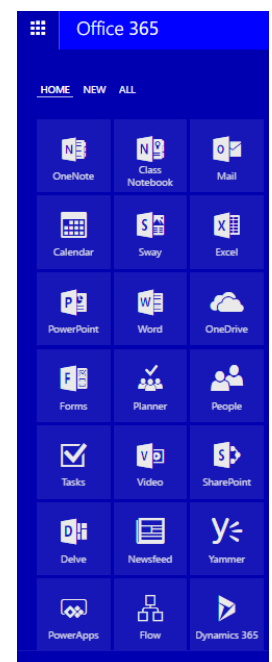 Office 365
HOME NEW ALL
OneNote
Class
Notebook
Mail
Calendar
Sway
Excel
PowerPoint
Word
OneDrive
Forms
Planner
People
Tasks
Video
SharePoint
Delve
Newsfeed
Yammer
PowerApps
Flow
Dynamics 365